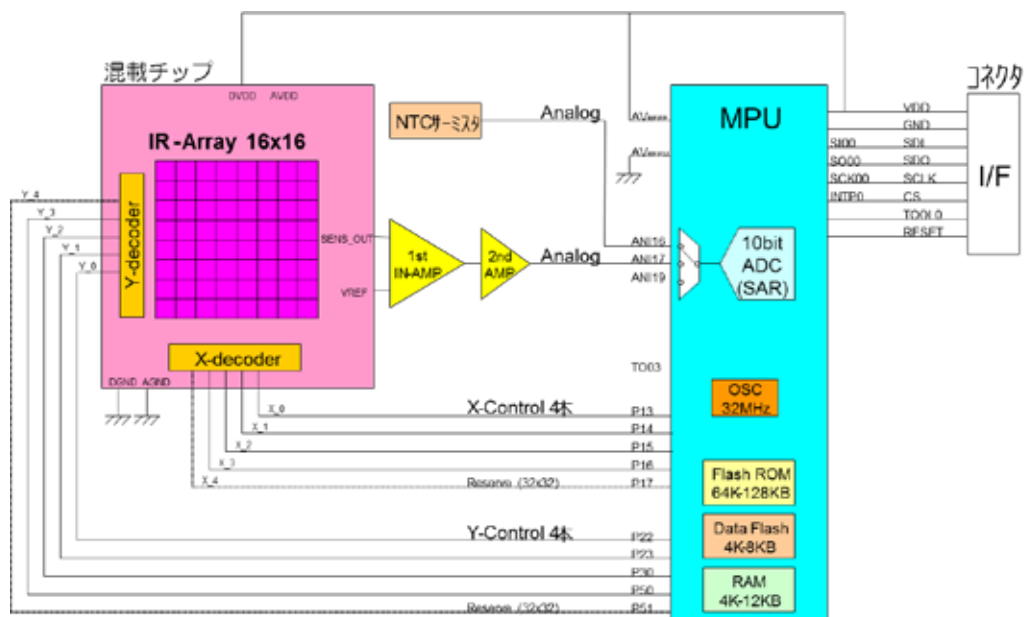 混載チップ
DVDD AVDD
IR-Array 16x16
Y-decoder
X-decoder
SENS_OUT
VREF
DGND AGND
Y_4
Y_3
Y_2
Y_1
Y_0
X_0
X_1
X_2
X_3
X_4
NTCサーミスタ
1st
IN-AMP
2nd
AMP
Analog
Analog
X-Control 4本
Reserve (32x32)
Y-Control 4本
Reserve (32x32)
MPU
ANI16
ANI17
ANI19
TO03
P13
P14
P15
P16
P17
P22
P23
P30
P50
P51
10bit
ADC
(SAR)
OSC
32MHz
Flash ROM
64K-128KB
Data Flash
4K-8KB
RAM
4K-12KB
SI00
SO00
SCK00
INTP0
コネクタ
VDD
GND
SDI
SDO
SCLK
CS
TOOL0
RESET
I/F